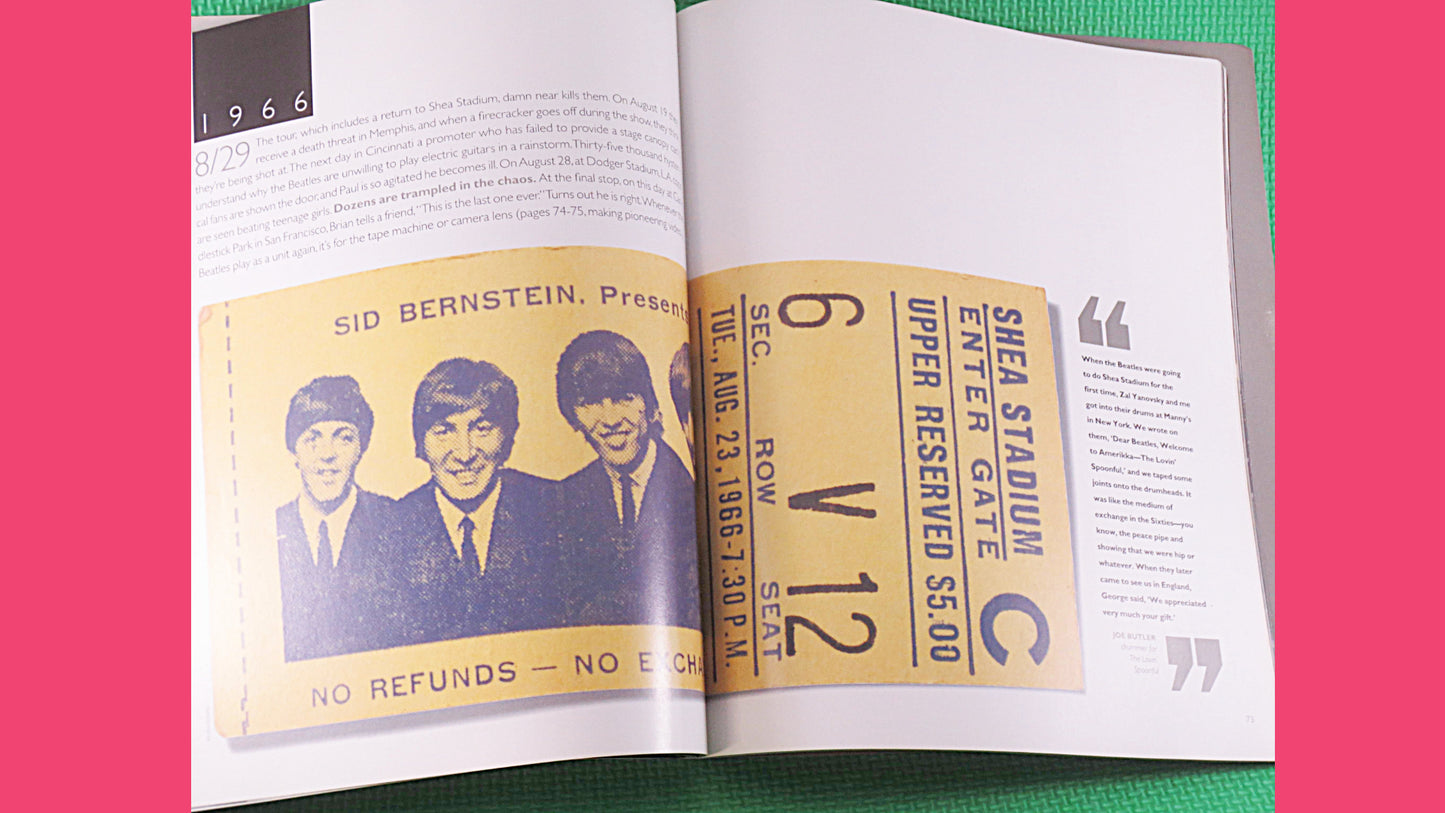 1966
8/29 The tour, which includes a return to Shea Stadium, damn near kills them. On August 19 they
receive a death threat in Memphis, and when a firecracker goes off during the show, they think
they're being shot at. The next day in Cincinnati a promoter who has failed to provide a stage canopy
understand why the Beatles are unwilling to play electric guitars in a rainstorm. Thirty-five thousand
cal fans are shown the door, and Paul is so agitated he becomes ill. On August 28, at Dodger Stadium, L.A.
are seen beating teenage girls. Dozens are trampled in the chaos. At the final stop, on this day at
dlestick Park in San Francisco, Brian tells a friend, "This is the last one ever." Turns out he is right. Whenever
Beatles play as a unit again, it's for the tape machine or camera lens (pages 74-75, making pioneering
SID BERNSTEIN. Presents
NO REFUNDS — NO EXCHA
SHEA STADIUM
ENTER GATE C
UPPER RESERVED $5.00
6 V 12
SEC. ROW SEAT
TUE., AUG. 23, 1966-7:30 P.M.
“
When the Beatles were going
to do Shea Stadium for the
first time, Zal Yanovsky and me
got into their drums at Manny's
in New York. We wrote on
them, 'Dear Beatles, Welcome
to Amerikka—The Lovin'
Spoonful,' and we taped some
joints onto the drumheads. It
was like the medium of
exchange in the Sixties—you
know, the peace pipe and
showing that we were hip or
whatever. When they later
came to see us in England,
George said, 'We appreciated
very much your gift.'
”
JOE BUTLER
drummer for
The Lovin'
Spoonful
73